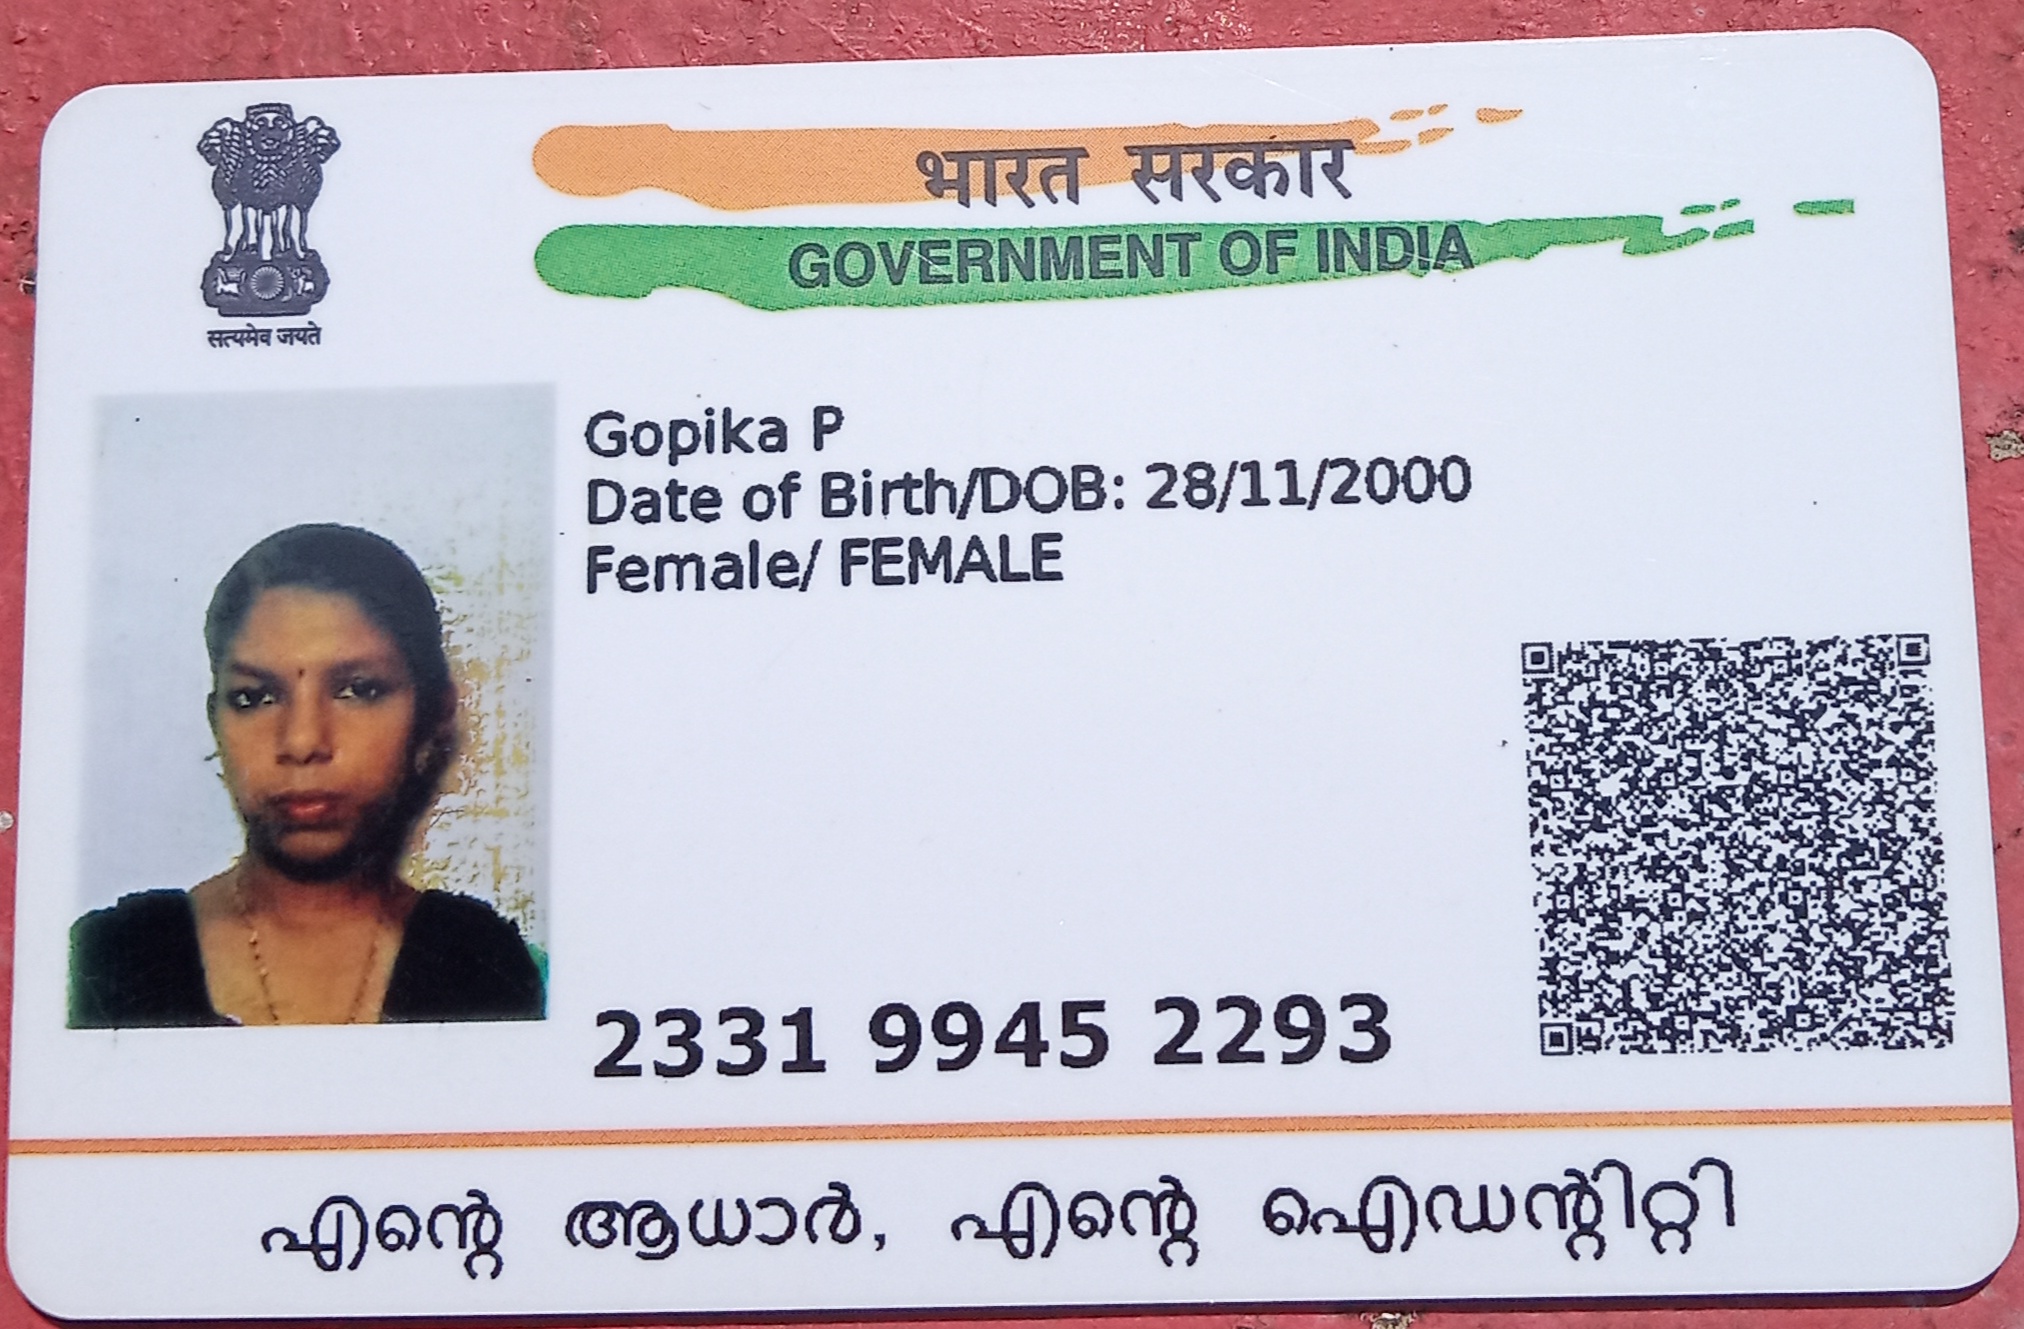 भारत सरकार
GOVERNMENT OF INDIA
सत्यमेव जयते
Gopika P
Date of Birth/DOB: 28/11/2000
Female/ FEMALE
2331 9945 2293
എന്റെ ആധാർ, എന്റെ ഐഡന്റിറ്റി